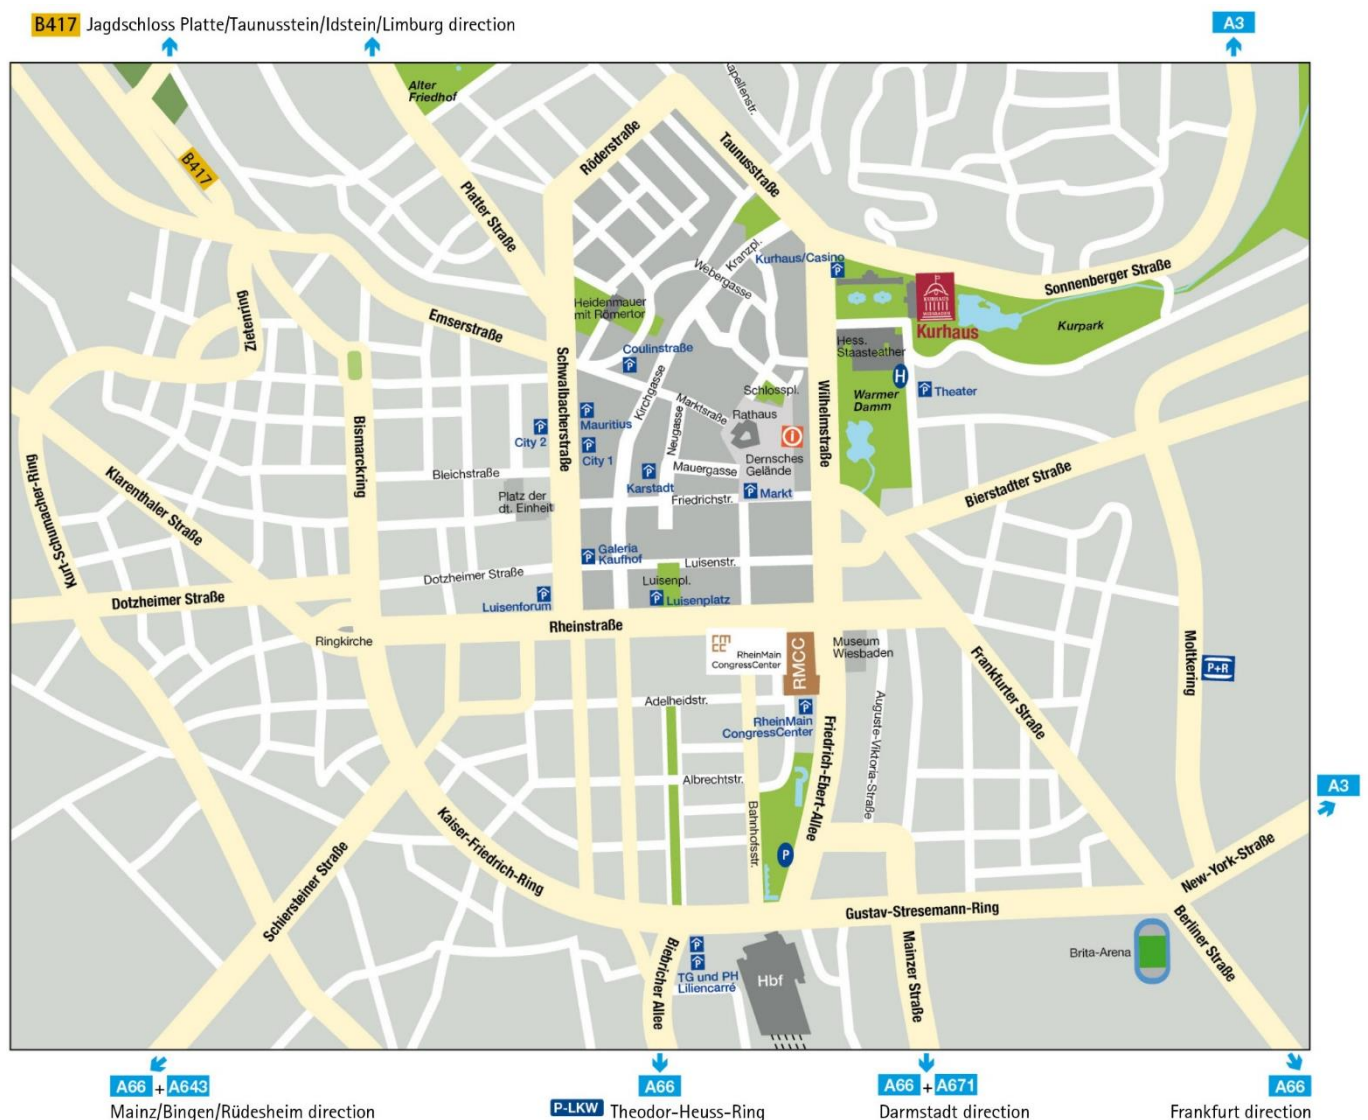 B417 Jagdschloss Platte/Taunusstein/Idstein/Limburg direction
A3
Alter
Friedhof
apellenstr.
B417
Röderstraße
Taunusstraße
Platter Straße
Kranzpl.
Webergasse
Kurhaus/Casino
P
Sonnenberger Straße
KURHAUS
WIESBADEN
Kurhaus
Kurpark
Zietenring
Emserstraße
Heidenmauer
mit Römertor
Coulinstraße
P
Hess.
Staasteather
H
P Theater
Warmer
Damm
Schwalbacherstraße
Kirchgasse
Marktstraße
Neugasse
Schlosspl.
Rathaus
i
Wilhelmstraße
P
Mauritius
P
City 2
P
City 1
Bismarckring
Dernsches
Gelände
Mauergasse
P
Karstadt
P Markt
Friedrichstr.
Bleichstraße
Platz der
dt. Einheit
Bierstadter Straße
Kurt-Schumacher-Ring
Klarenthaler Straße
P Galeria
Kaufhof
Luisenstr.
Dotzheimer Straße
Luisenpl.
P
Luisenforum
P Luisenplatz
Dotzheimer Straße
Rheinstraße
Ringkirche
RMCC
RheinMain
CongressCenter
RMCC
Museum
Wiesbaden
Frankfurter Straße
Moltkering
P+R
Adelheidstr.
P
RheinMain
CongressCenter
Friedrich-Ebert-Allee
Auguste-Viktoria-Straße
Albrechtstr.
Bahnhofsstr.
P
A3
Kaiser-Friedrich-Ring
Schiersteiner Straße
New-York-Straße
Gustav-Stresemann-Ring
Berliner Straße
Brita-Arena
Mainzer Straße
Biebricher Allee
P
P
TG und PH
Liliencarré
Hbf
A66 + A643
Mainz/Bingen/Rüdesheim direction
A66
P-LKW Theodor-Heuss-Ring
A66 + A671
Darmstadt direction
A66
Frankfurt direction